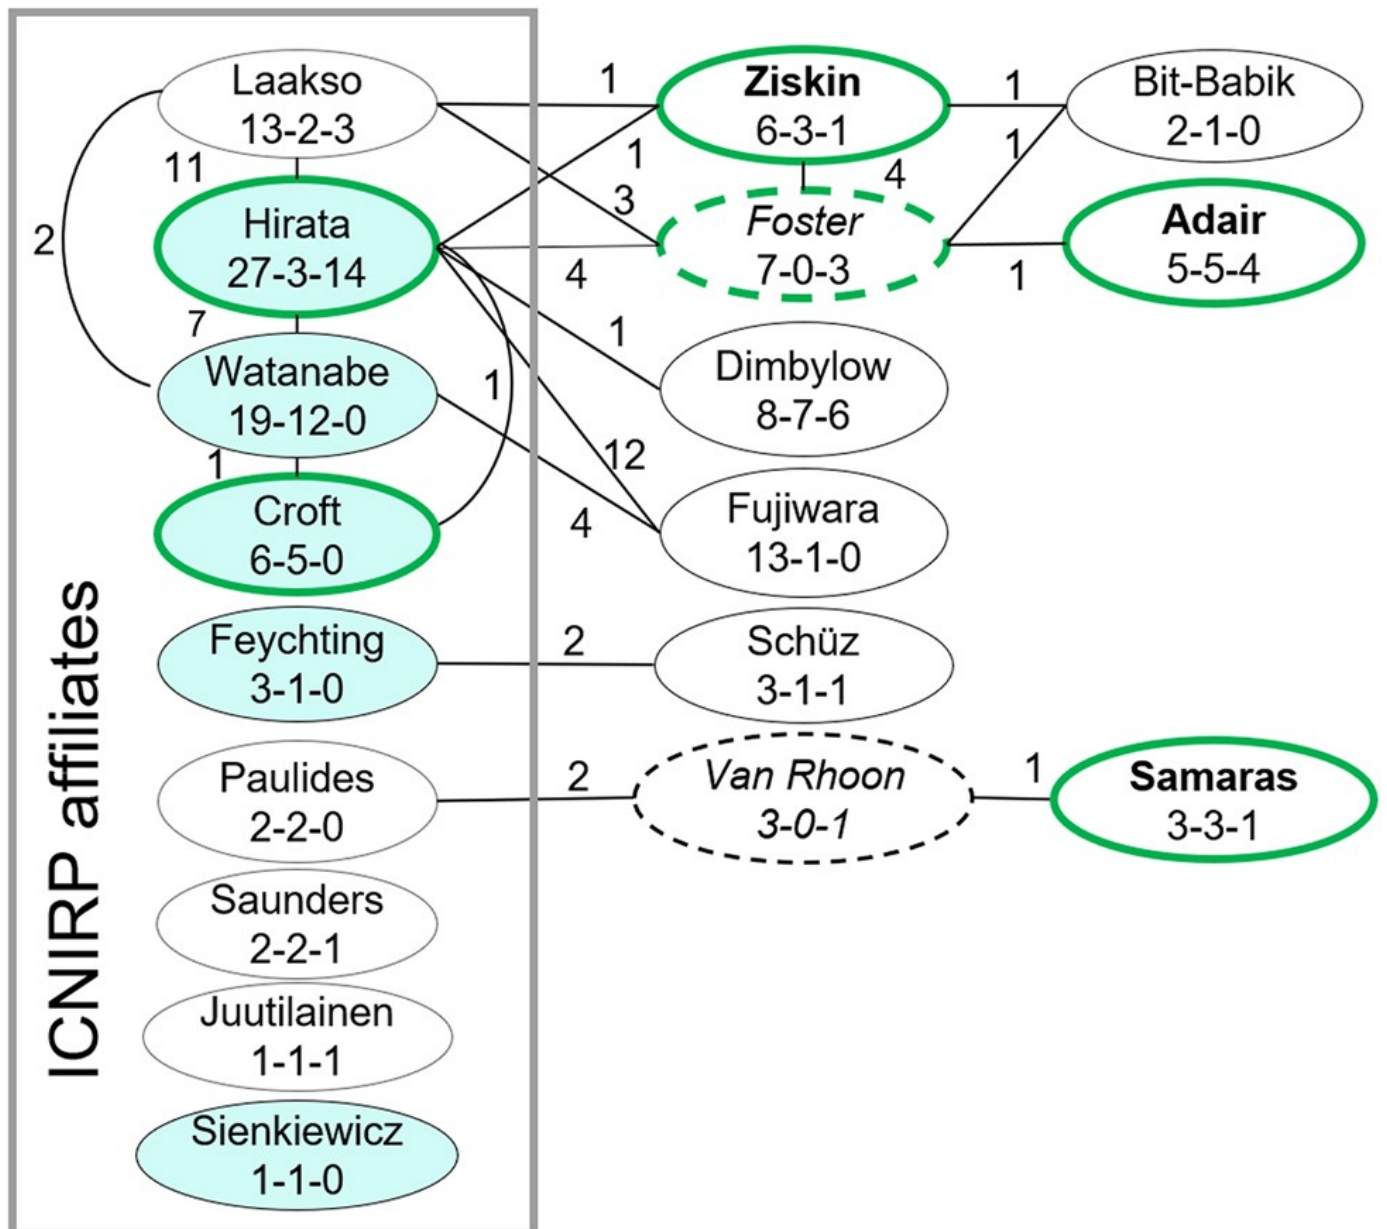 Laakso
13-2-3
1
Ziskin
6-3-1
1
Bit-Babik
2-1-0
11
1
3
4
1
2
Hirata
27-3-14
4
Foster
7-0-3
1
Adair
5-5-4
7
1
Watanabe
19-12-0
1
Dimbylow
8-7-6
1
12
4
Croft
6-5-0
Fujiwara
13-1-0
Feychting
3-1-0
2
Schüz
3-1-1
Paulides
2-2-0
2
Van Rhoon
3-0-1
1
Samaras
3-3-1
Saunders
2-2-1
Juutilainen
1-1-1
Sienkiewicz
1-1-0
ICNIRP affiliates